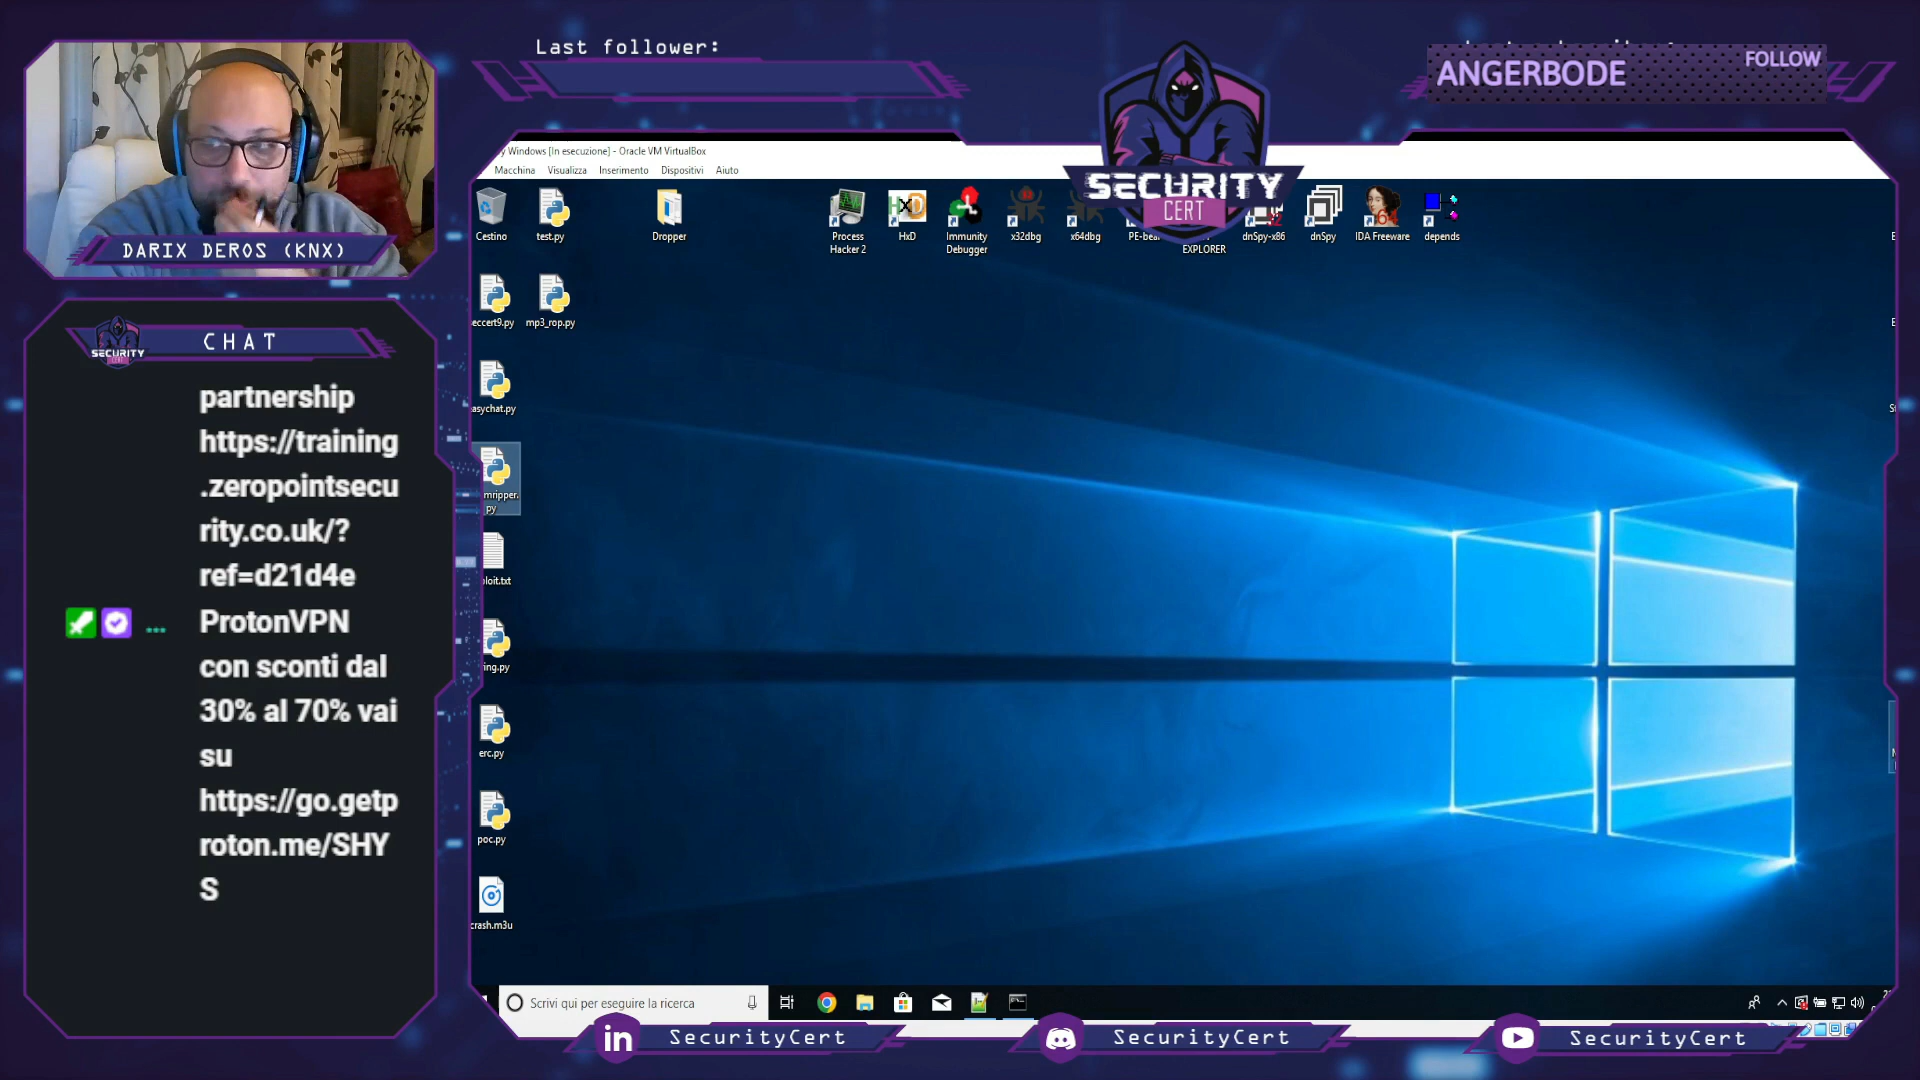 Last follower:
ANGERBODE
FOLLOW
SECURITY
CERT
DARIX DEROS (KNX)
Windows [In esecuzione] - Oracle VM VirtualBox
Macchina Visualizza Inserimento Dispositivi Aiuto
Cestino
test.py
Dropper
Process
Hacker 2
HxD
Immunity
Debugger
x32dbg
x64dbg
EXPLORER
dnSpy-x86
dnSpy
IDA Freeware
depends
eccert9.py
mp3_rop.py
asychat.py
mripper.
py
loit.txt
ing.py
erc.py
poc.py
crash.m3u
SECURITY
CHAT
partnership
https://training
.zeropointsecu
rity.co.uk/?
ref=d21d4e
... ProtonVPN
con sconti dal
30% al 70% vai
su
https://go.getp
roton.me/SHY
S
Scrivi qui per eseguire la ricerca
SecurityCert
SecurityCert
SecurityCert